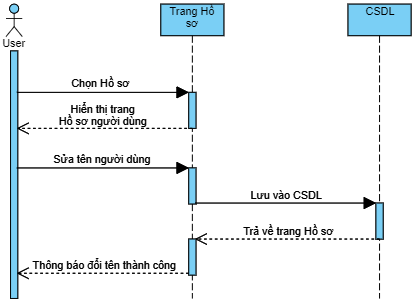 Trang Hồ
sơ
CSDL
User
Chọn Hồ sơ
Hiển thị trang
Hồ sơ người dùng
Sửa tên người dùng
Lưu vào CSDL
Trả về trang Hồ sơ
Thông báo đổi tên thành công